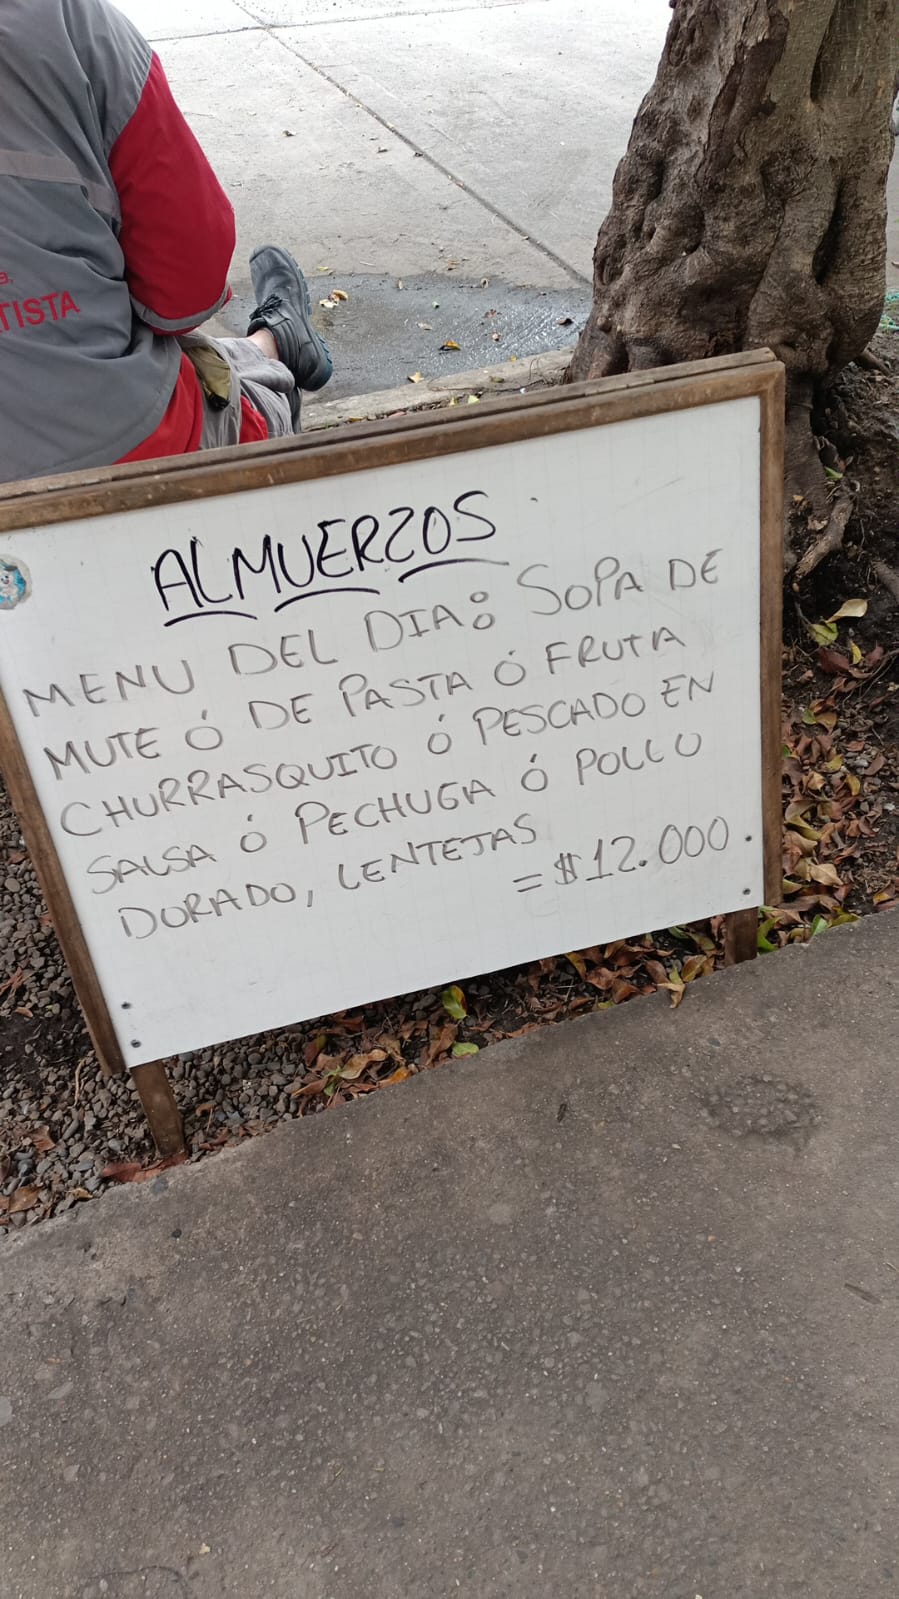 TISTA
ALMUERZOS
MENU DEL DIA: SOPA DE
MUTE Ó DE PASTA Ó FRUTA
CHURRASQUITO Ó PESCADO EN
SALSA Ó PECHUGA Ó POLLO
DORADO, LENTEJAS
= $12.000.